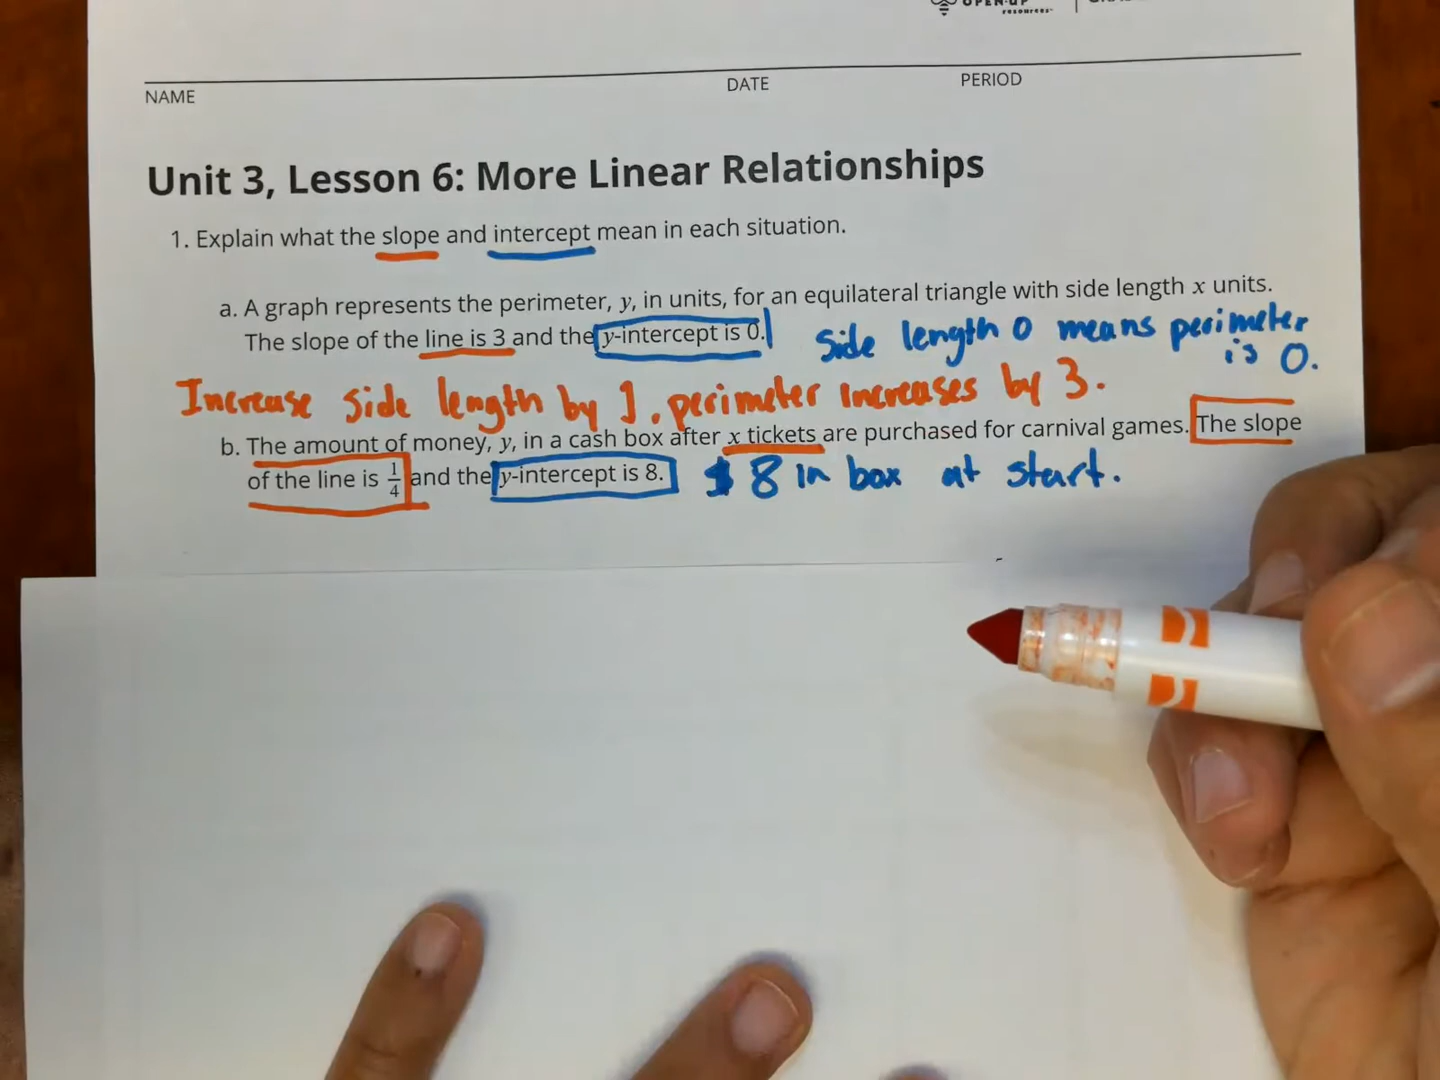 OPEN-UP
RESOURCES
NAME DATE PERIOD
Unit 3, Lesson 6: More Linear Relationships
1. Explain what the slope and intercept mean in each situation.
a. A graph represents the perimeter, y, in units, for an equilateral triangle with side length x units.
The slope of the line is 3 and the y-intercept is 0.
Side length 0 means perimeter
is 0.
Increase side length by 1. perimeter increases by 3.
b. The amount of money, y, in a cash box after x tickets are purchased for carnival games. The slope
of the line is 1/4 and the y-intercept is 8. $8 in box at start.